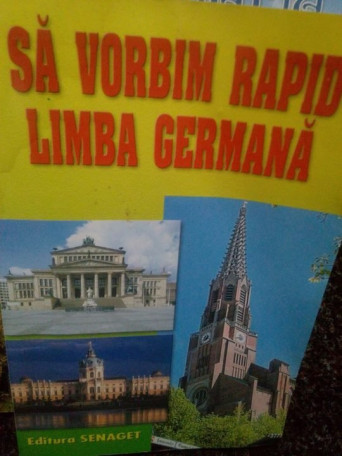 SĂ VORBIM RAPID
LIMBA GERMANĂ
Editura SENAGET